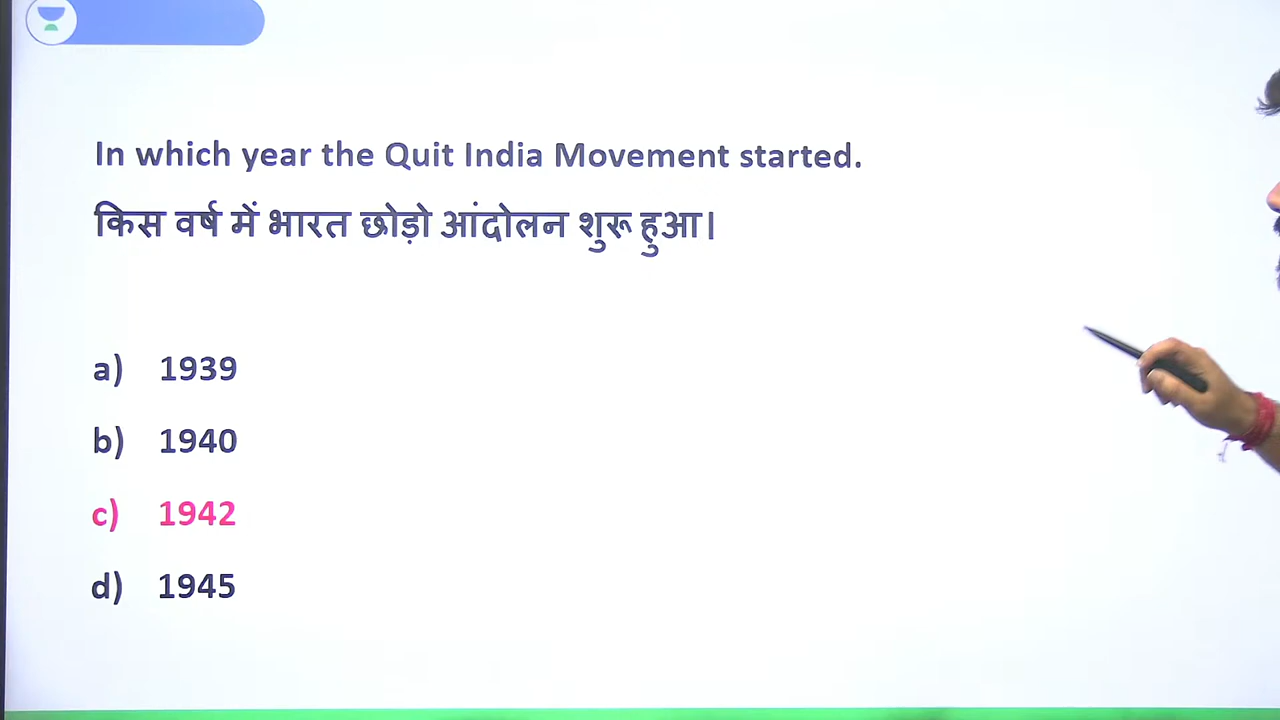 In which year the Quit India Movement started.
किस वर्ष में भारत छोड़ो आंदोलन शुरू हुआ।
a) 1939
b) 1940
c) 1942
d) 1945